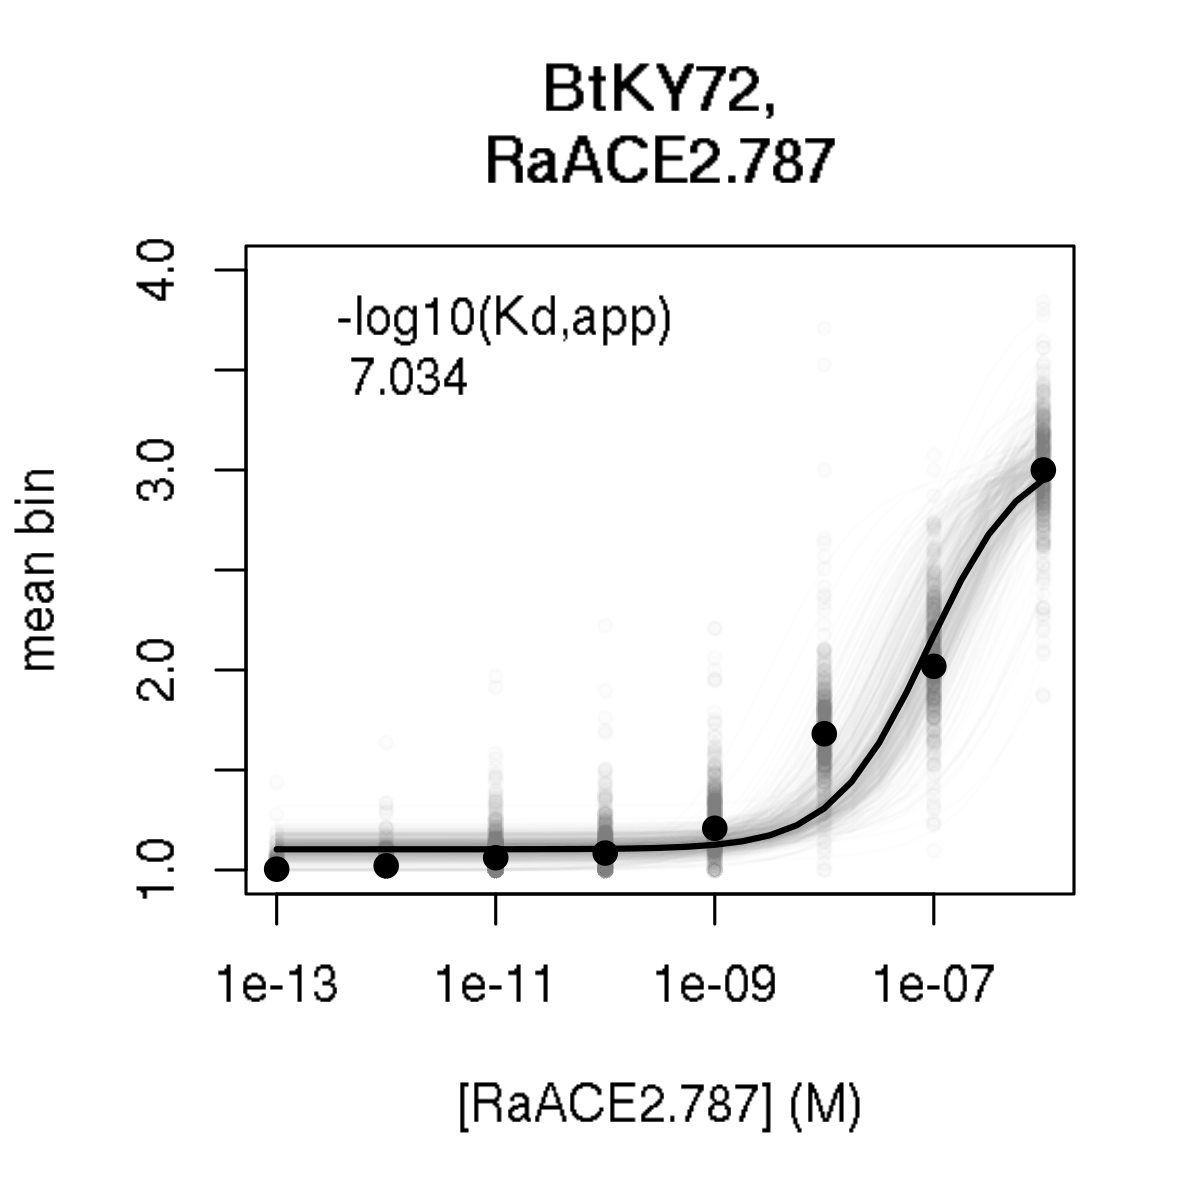 BtKY72,
RaACE2.787
-log10(Kd,app)
7.034
mean bin
4.0
3.0
2.0
1.0
1e-13
1e-11
1e-09
1e-07
[RaACE2.787] (M)